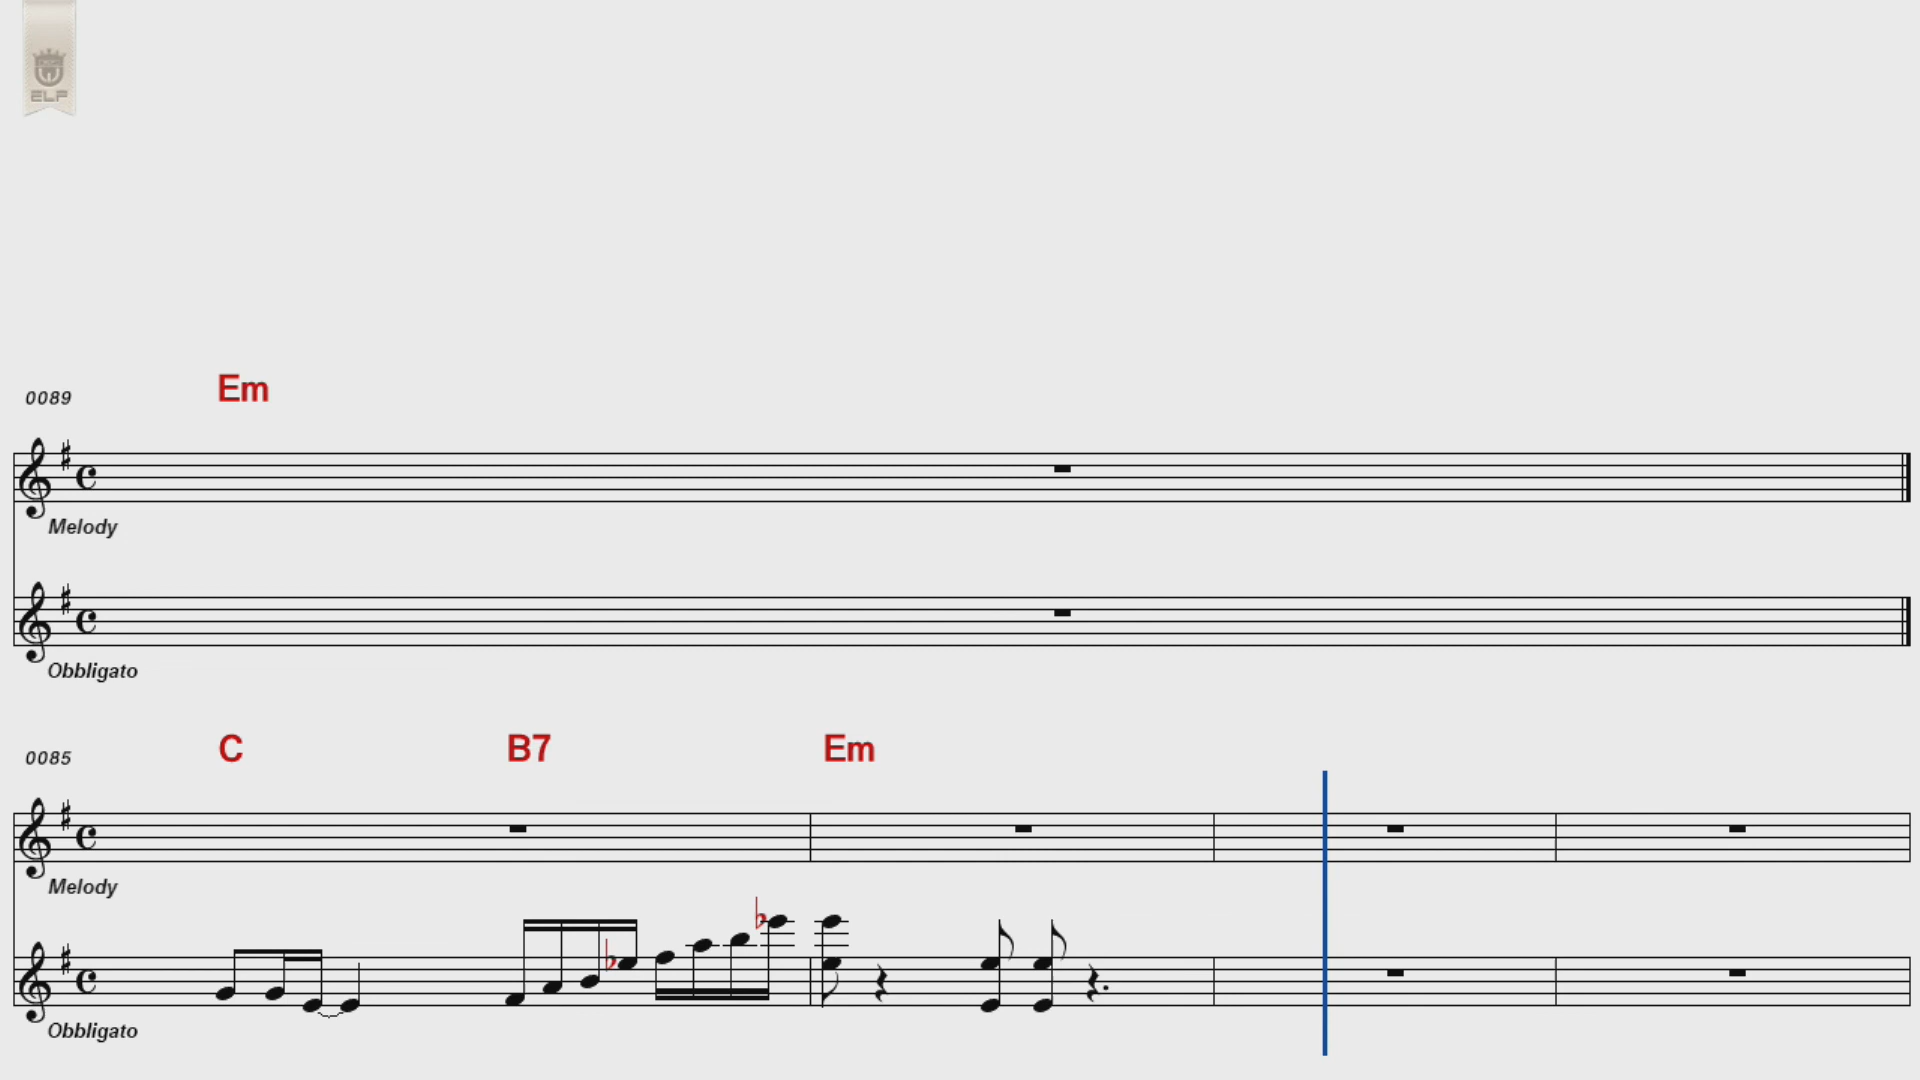 ELF
0089 Em
Melody
Obbligato
0085 C B7 Em
Melody
Obbligato